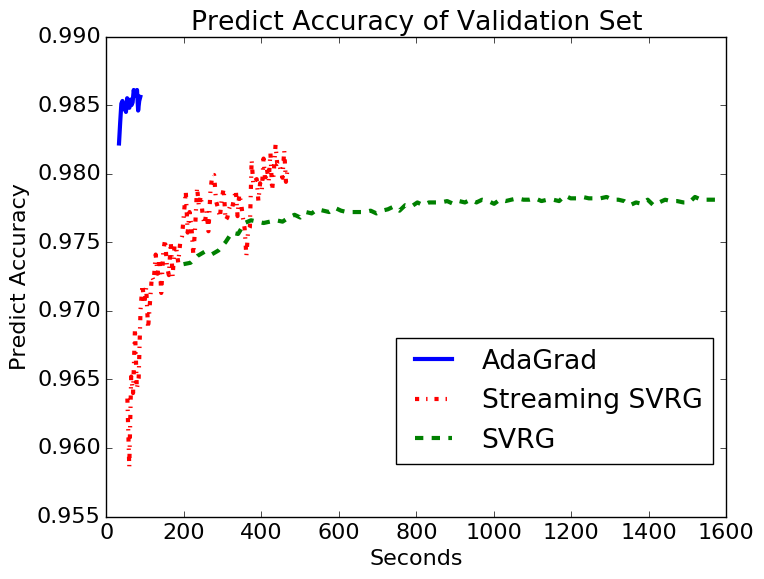 Predict Accuracy of Validation Set
Predict Accuracy
0.990
0.985
0.980
0.975
0.970
0.965
0.960
0.955
0 200 400 600 800 1000 1200 1400 1600
Seconds
AdaGrad
Streaming SVRG
SVRG